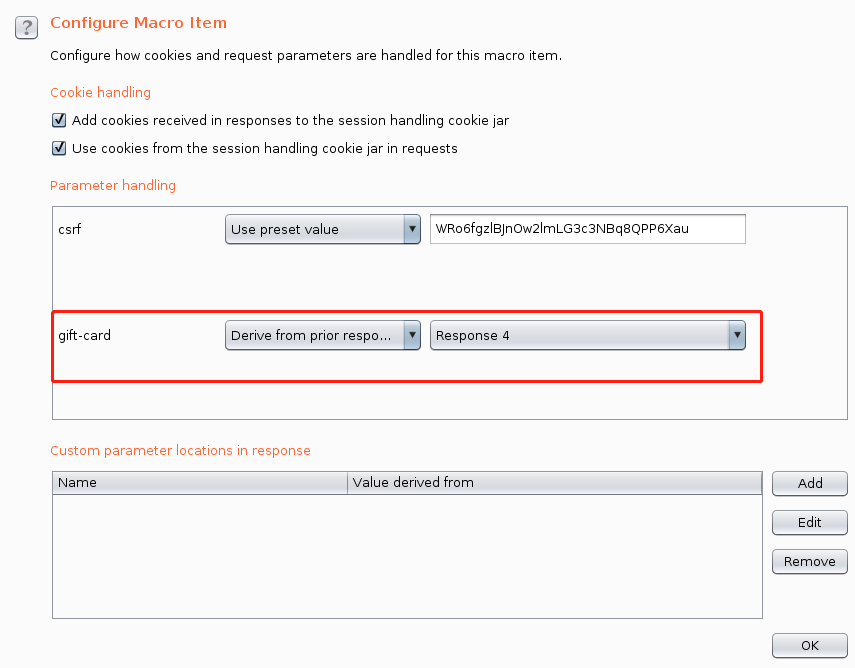 ?
Configure Macro Item
Configure how cookies and request parameters are handled for this macro item.
Cookie handling
Add cookies received in responses to the session handling cookie jar
Use cookies from the session handling cookie jar in requests
Parameter handling
csrf Use preset value WRo6fgzlBJnOw2lmLG3c3NBq8QPP6Xau
gift-card Derive from prior respo... Response 4
Custom parameter locations in response
Name Value derived from
Add
Edit
Remove
OK